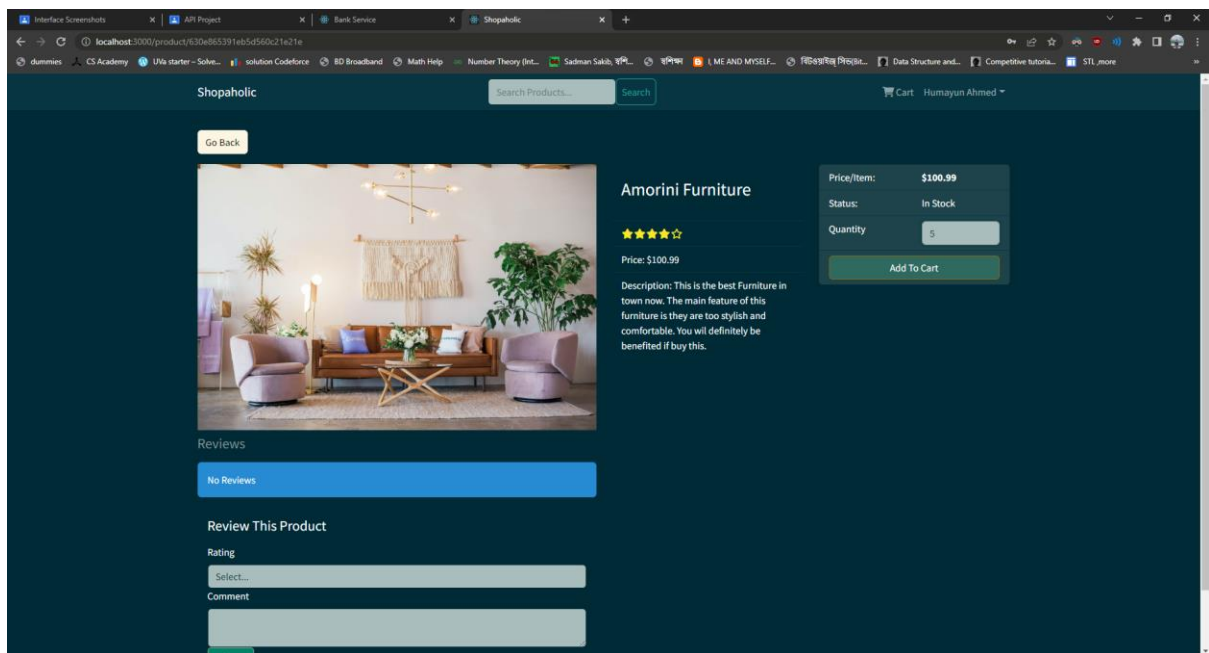 Interface Screenshots
API Project
Bank Service
Shopaholic
localhost:3000/product/630e865391eb5d560c21e21e
dummies
CS Academy
UVa starter – Solve...
solution Codeforce
BD Broadband
Math Help
Number Theory (Int...
I, ME AND MYSELF...
Data Structure and...
Competitive tutoria...
STL ,more
Shopaholic
Search Products...
Search
Cart
Humayun Ahmed
Go Back
Amorini Furniture
Price: $100.99
Description: This is the best Furniture in
town now. The main feature of this
furniture is they are too stylish and
comfortable. You wil definitely be
benefited if buy this.
Price/Item:
$100.99
Status:
In Stock
Quantity
5
Add To Cart
Reviews
No Reviews
Review This Product
Rating
Select...
Comment